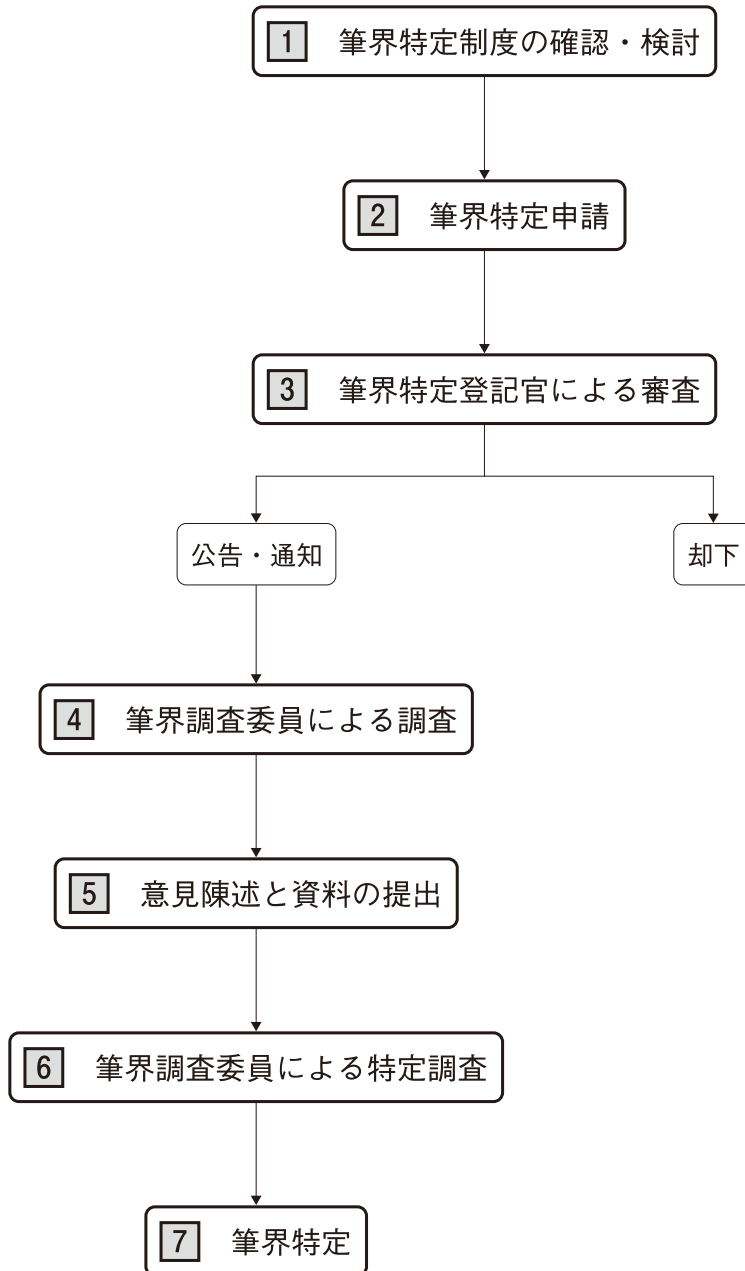 1 筆界特定制度の確認・検討
2 筆界特定申請
3 筆界特定登記官による審査
公告・通知
却下
4 筆界調査委員による調査
5 意見陳述と資料の提出
6 筆界調査委員による特定調査
7 筆界特定